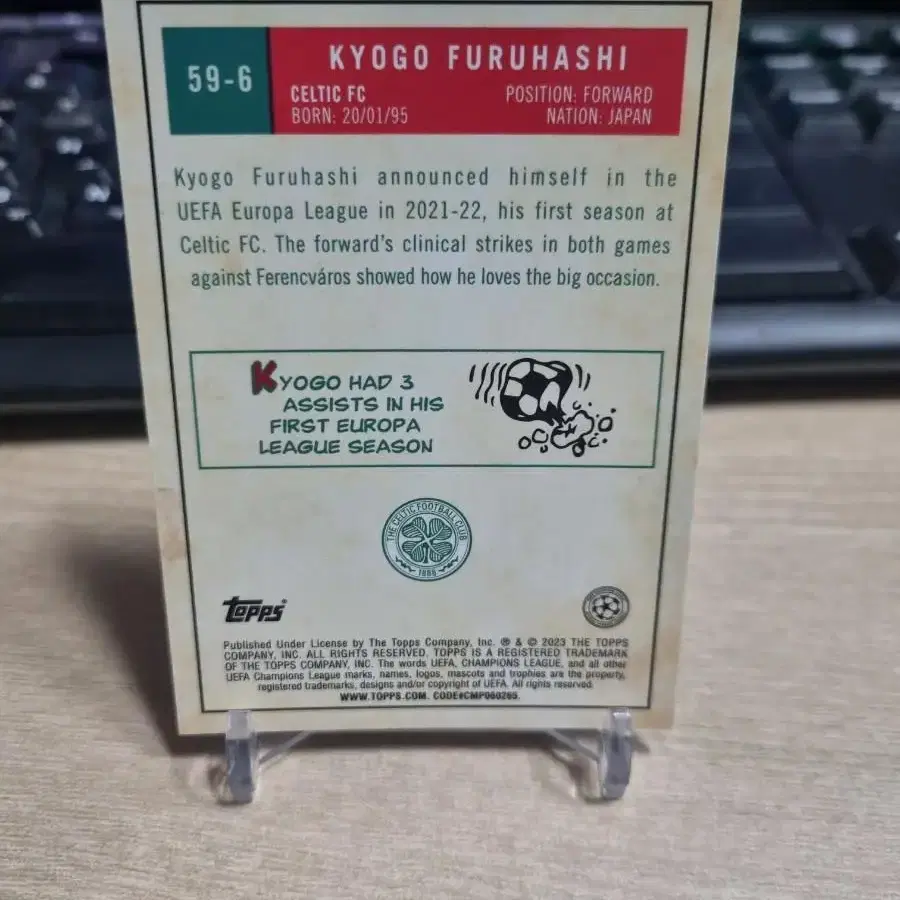 59-6
KYOGO FURUHASHI
CELTIC FC
POSITION: FORWARD
BORN: 20/01/95
NATION: JAPAN
Kyogo Furuhashi announced himself in the
UEFA Europa League in 2021-22, his first season at
Celtic FC. The forward's clinical strikes in both games
against Ferencváros showed how he loves the big occasion.
KYOGO HAD 3
ASSISTS IN HIS
FIRST EUROPA
LEAGUE SEASON
THE CELTIC FOOTBALL CLUB
1888
Topps®
Published Under License by The Topps Company, Inc. ® & © 2023 THE TOPPS
COMPANY, INC. ALL RIGHTS RESERVED. TOPPS IS A REGISTERED TRADEMARK
OF THE TOPPS COMPANY, INC. The words UEFA, CHAMPIONS LEAGUE, and all other
UEFA Champions League marks, names, logos, mascots and trophies are the property,
registered trademarks, designs and/or copyright of UEFA. All rights reserved.
WWW.TOPPS.COM. CODE#CMP060265.